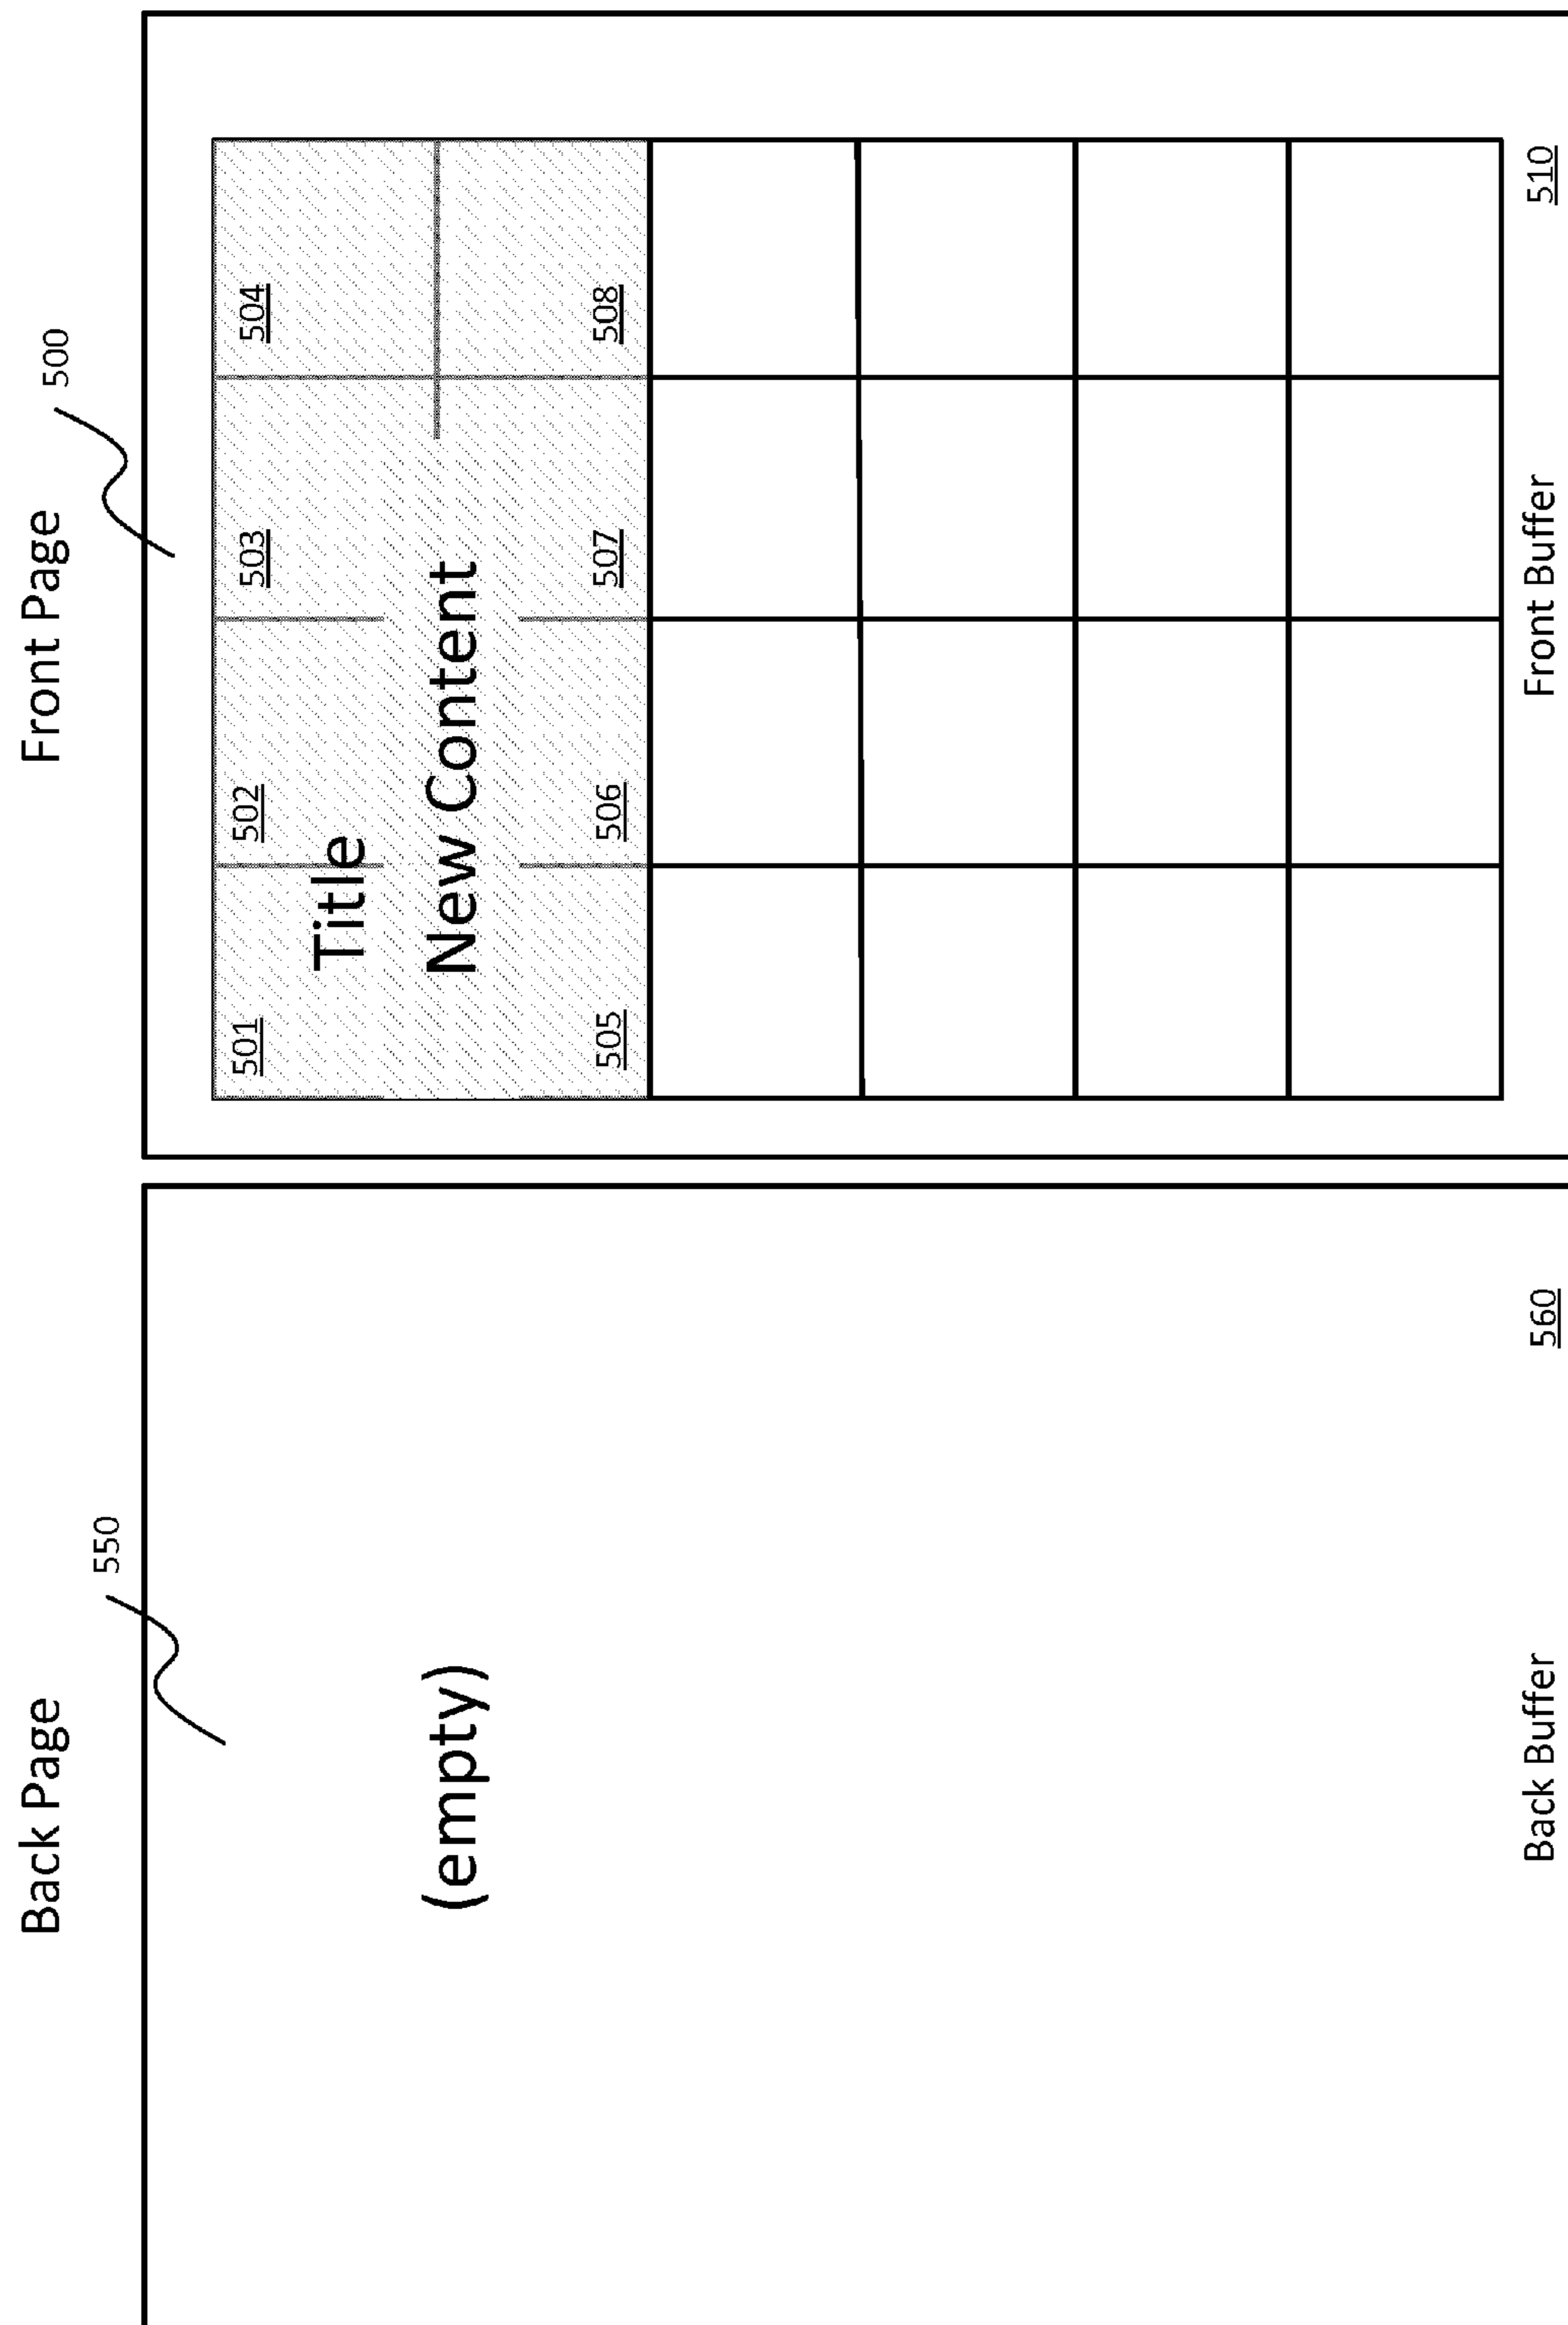 Back Page
550
(empty)
Back Buffer
560
Front Page
500
501
502
503
504
Title
New Content
505
506
507
508
Front Buffer
510